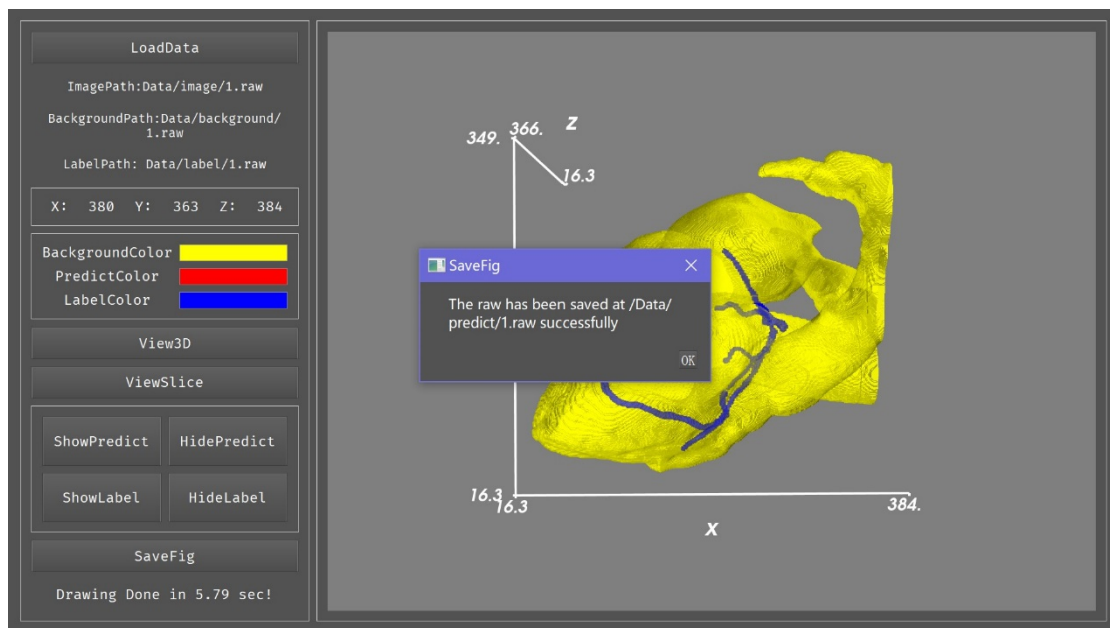 LoadData
ImagePath:Data/image/1.raw
BackgroundPath:Data/background/
1.raw
LabelPath: Data/label/1.raw
X: 380 Y: 363 Z: 384
BackgroundColor
PredictColor
LabelColor
View3D
ViewSlice
ShowPredict HidePredict
ShowLabel HideLabel
SaveFig
Drawing Done in 5.79 sec!
349. 366. Z
16.3
SaveFig
The raw has been saved at /Data/
predict/1.raw successfully
OK
16.3
16.3 384.
X